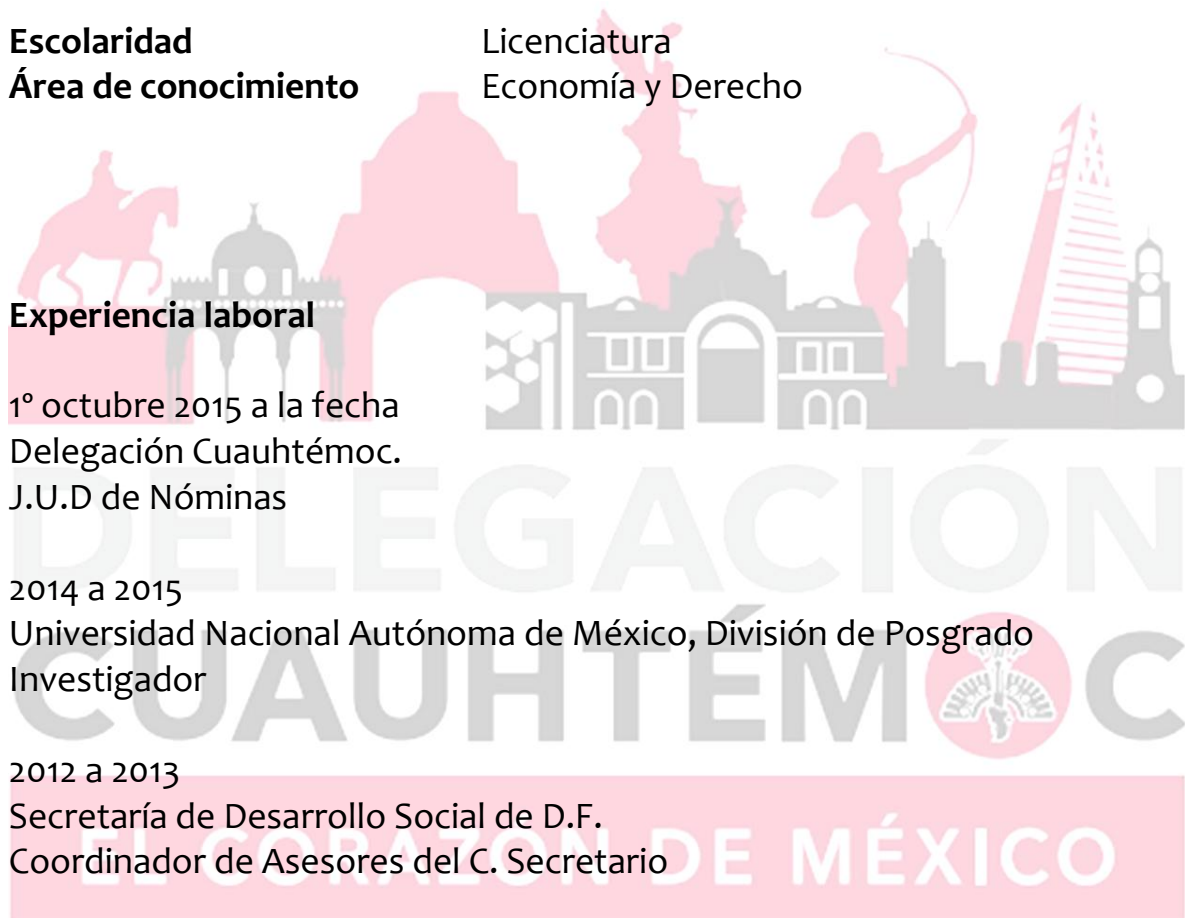 Escolaridad Licenciatura
Área de conocimiento Economía y Derecho
Experiencia laboral
1º octubre 2015 a la fecha
Delegación Cuauhtémoc.
J.U.D de Nóminas
2014 a 2015
Universidad Nacional Autónoma de México, División de Posgrado
Investigador
2012 a 2013
Secretaría de Desarrollo Social de D.F.
Coordinador de Asesores del C. Secretario
DELEGACIÓN
CUAUHTÉMOC
EL CORAZÓN DE MÉXICO